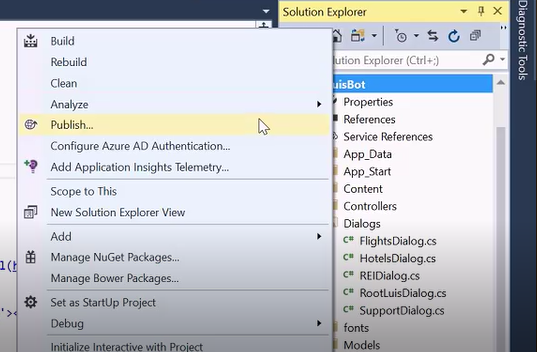 Solution Explorer
Diagnostic Tools
Build
Rebuild
Clean
Analyze
Publish...
Configure Azure AD Authentication...
Add Application Insights Telemetry...
Scope to This
New Solution Explorer View
Add
Manage NuGet Packages...
Manage Bower Packages...
Set as StartUp Project
Debug
Initialize Interactive with Project
Explorer (Ctrl+;)
Properties
References
Service References
App_Data
App_Start
Content
Controllers
Dialogs
C# FlightsDialog.cs
C# HotelsDialog.cs
C# REIDialog.cs
C# RootLuisDialog.cs
C# SupportDialog.cs
fonts
Models